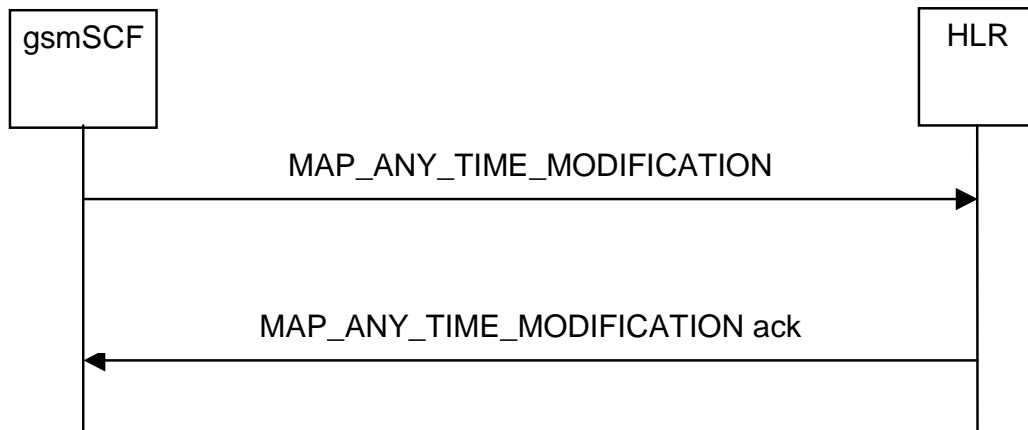 gsmSCF
HLR
MAP_ANY_TIME_MODIFICATION
MAP_ANY_TIME_MODIFICATION ack